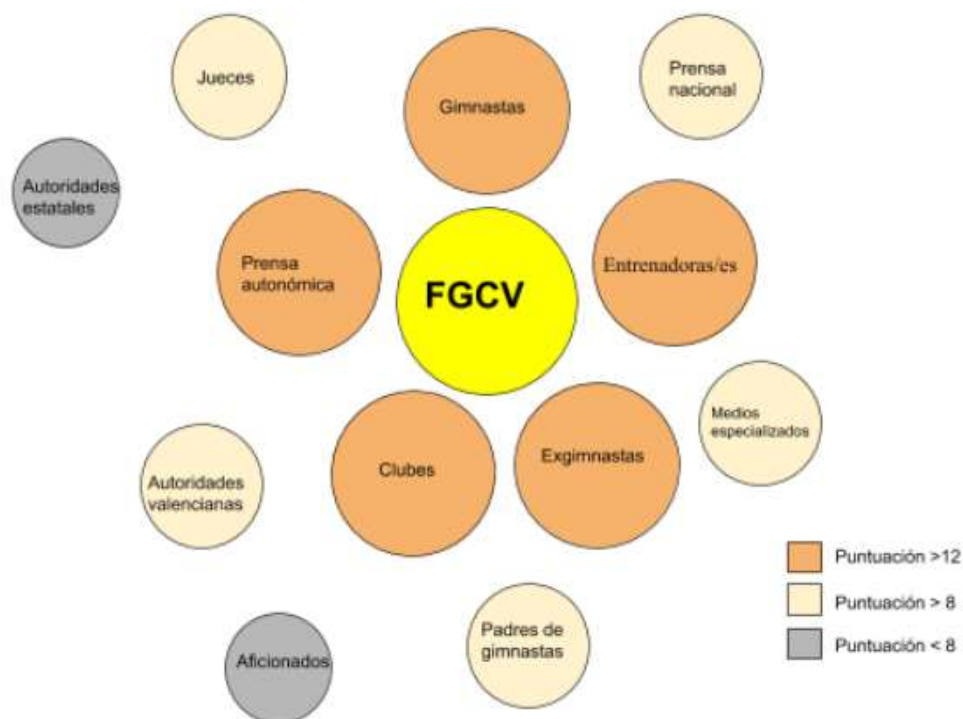 Jueces
Gimnastas
Prensa
nacional
Autoridades
estatales
Prensa
autonómica
FGCV
Entrenadoras/es
Medios
especializados
Clubes
Exgimnastas
Autoridades
valencianas
Puntuación >12
Puntuación > 8
Puntuación < 8
Padres de
gimnastas
Aficionados